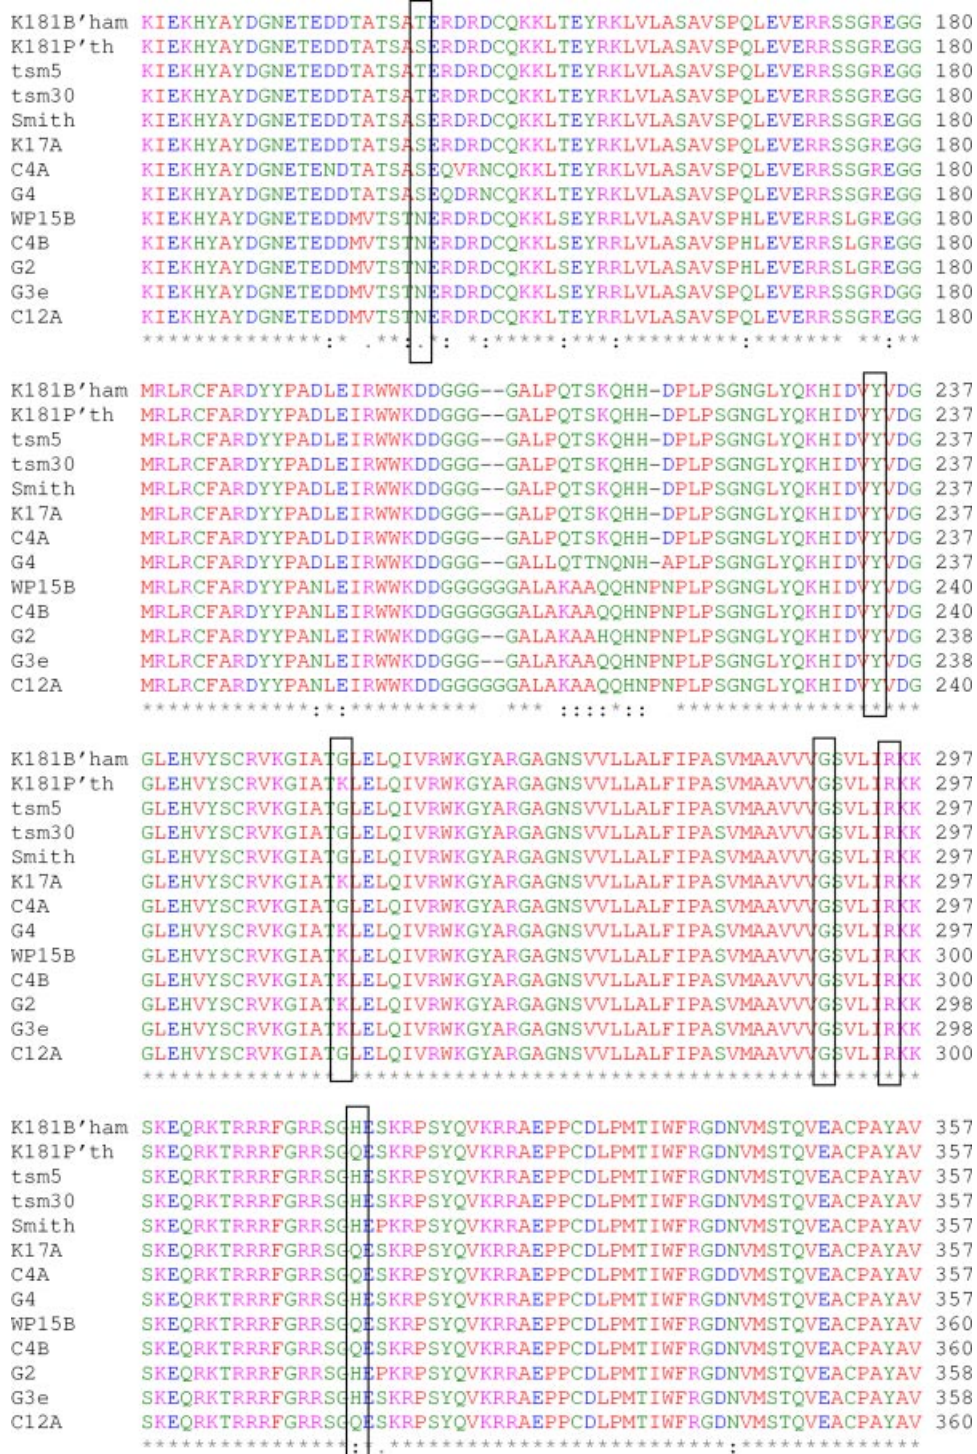 K181B'ham KIEKHYAYDGNETEDDTATSATERDRDCQKKLTEYRKLVLASAVSPQLEVERRSSGREGG 180
K181P'th KIEKHYAYDGNETEDDTATSASERDRDCQKKLTEYRKLVLASAVSPQLEVERRSSGREGG 180
tsm5 KIEKHYAYDGNETEDDTATSATERDRDCQKKLTEYRKLVLASAVSPQLEVERRSSGREGG 180
tsm30 KIEKHYAYDGNETEDDTATSATERDRDCQKKLTEYRKLVLASAVSPQLEVERRSSGREGG 180
Smith KIEKHYAYDGNETEDDTATSASERDRDCQKKLTEYRKLVLASAVSPQLEVERRSSGREGG 180
K17A KIEKHYAYDGNETEDDTATSASERDRDCQKKLTEYRKLVLASAVSPQLEVERRSSGREGG 180
C4A KIEKHYAYDGNETENDTATSASEQVRNCQKKLTEYRKLVLASAVSPQLEVERRSSGREGG 180
G4 KIEKHYAYDGNETEDDTATSASEQDRNCQKKLTEYRKLVLASAVSPQLEVERRSSGREGG 180
WP15B KIEKHYAYDGNETEDDMVTSTNERDRDCQKKLSEYRRLVLASAVSPHLEVERRSLGREGG 180
C4B KIEKHYAYDGNETEDDMVTSTNERDRDCQKKLSEYRRLVLASAVSPHLEVERRSLGREGG 180
G2 KIEKHYAYDGNETEDDMVTSTNERDRDCQKKLSEYRRLVLASAVSPHLEVERRSLGREGG 180
G3e KIEKHYAYDGNETEDDMVTSTNERDRDCQKKLTEYRRLVLASAVSPQLEVERRSSGRDGG 180
C12A KIEKHYAYDGNETEDDMVTSTNERDRDCQKKLTEYRRLVLASAVSPQLEVERRSSGREGG 180
**************:* .**:.*: *:*****:***:*********:******* **:**
K181B'ham MRLRCFARDYYPADLEIRWWKDDGGG--GALPQTSKQHH-DPLPSGNGLYQKHIDVYVDG 237
K181P'th MRLRCFARDYYPADLEIRWWKDDGGG--GALPQTSKQHH-DPLPSGNGLYQKHIDVYVDG 237
tsm5 MRLRCFARDYYPADLEIRWWKDDGGG--GALPQTSKQHH-DPLPSGNGLYQKHIDVYVDG 237
tsm30 MRLRCFARDYYPADLEIRWWKDDGGG--GALPQTSKQHH-DPLPSGNGLYQKHIDVYVDG 237
Smith MRLRCFARDYYPADLEIRWWKDDGGG--GALPQTSKQHH-DPLPSGNGLYQKHIDVYVDG 237
K17A MRLRCFARDYYPADLEIRWWKDDGGG--GALPQTSKQHH-DPLPSGNGLYQKHIDVYVDG 237
C4A MRLRCFARDYYPADLDIRWWKDDGGG--GALPQTSKQHH-DPLPSGNGLYQKHIDVYVDG 237
G4 MRLRCFARDYYPADLEIRWWKDDGGG--GALLQTTNQNH-APLPSGNGLYQKHIDVYVDG 237
WP15B MRLRCFARDYYPANLEIRWWKDDGGGGGGALAKAAQQHNPNPLPSGNGLYQKHIDVYVDG 240
C4B MRLRCFARDYYPANLEIRWWKDDGGGGGGALAKAAQQHNPNPLPSGNGLYQKHIDVYVDG 240
G2 MRLRCFARDYYPANLEIRWWKDDGGG--GALAKAAHQHNPNPLPSGNGLYQKHIDVYVDG 238
G3e MRLRCFARDYYPANLEIRWWKDDGGG--GALAKAAQQHNPNPLPSGNGLYQKHIDVYVDG 238
C12A MRLRCFARDYYPANLEIRWWKDDGGGGGGALAKAAQQHNPNPLPSGNGLYQKHIDVYVDG 240
*************:*:********** *** ::::*:: *******************
K181B'ham GLEHVYSCRVKGIATGLELQIVRWKGYARGAGNSVVLLALFIPASVMAAVVVGSVLIRKK 297
K181P'th GLEHVYSCRVKGIATKLELQIVRWKGYARGAGNSVVLLALFIPASVMAAVVVGSVLIRKK 297
tsm5 GLEHVYSCRVKGIATGLELQIVRWKGYARGAGNSVVLLALFIPASVMAAVVVGSVLIRKK 297
tsm30 GLEHVYSCRVKGIATGLELQIVRWKGYARGAGNSVVLLALFIPASVMAAVVVGSVLIRKK 297
Smith GLEHVYSCRVKGIATGLELQIVRWKGYARGAGNSVVLLALFIPASVMAAVVVGSVLIRKK 297
K17A GLEHVYSCRVKGIATKLELQIVRWKGYARGAGNSVVLLALFIPASVMAAVVVGSVLIRKK 297
C4A GLEHVYSCRVKGIATGLELQIVRWKGYARGAGNSVVLLALFIPASVMAAVVVGSVLIRKK 297
G4 GLEHVYSCRVKGIATKLELQIVRWKGYARGAGNSVVLLALFIPASVMAAVVVGSVLIRKK 297
WP15B GLEHVYSCRVKGIATKLELQIVRWKGYARGAGNSVVLLALFIPASVMAAVVVGSVLIRKK 300
C4B GLEHVYSCRVKGIATKLELQIVRWKGYARGAGNSVVLLALFIPASVMAAVVVGSVLIRKK 300
G2 GLEHVYSCRVKGIATKLELQIVRWKGYARGAGNSVVLLALFIPASVMAAVVVGSVLIRKK 298
G3e GLEHVYSCRVKGIATKLELQIVRWKGYARGAGNSVVLLALFIPASVMAAVVVGSVLIRKK 298
C12A GLEHVYSCRVKGIATGLELQIVRWKGYARGAGNSVVLLALFIPASVMAAVVVGSVLIRKK 300
*************** ********************************************
K181B'ham SKEQRKTRRRFGRRSGHESKRPSYQVKRRAEPPCDLPMTIWFRGDNVMSTQVEACPAYAV 357
K181P'th SKEQRKTRRRFGRRSGQESKRPSYQVKRRAEPPCDLPMTIWFRGDNVMSTQVEACPAYAV 357
tsm5 SKEQRKTRRRFGRRSGHESKRPSYQVKRRAEPPCDLPMTIWFRGDNVMSTQVEACPAYAV 357
tsm30 SKEQRKTRRRFGRRSGHESKRPSYQVKRRAEPPCDLPMTIWFRGDNVMSTQVEACPAYAV 357
Smith SKEQRKTRRRFGRRSGHEPKRPSYQVKRRAEPPCDLPMTIWFRGDNVMSTQVEACPAYAV 357
K17A SKEQRKTRRRFGRRSGQESKRPSYQVKRRAEPPCDLPMTIWFRGDNVMSTQVEACPAYAV 357
C4A SKEQRKTRRRFGRRSGQESKRPSYQVKRRAEPPCDLPMTIWFRGDDVMSTQVEACPAYAV 357
G4 SKEQRKTRRRFGRRSGHESKRPSYQVKRRAEPPCDLPMTIWFRGDNVMSTQVEACPAYAV 357
WP15B SKEQRKTRRRFGRRSGQESKRPSYQVKRRAEPPCDLPMTIWFRGDNVMSTQVEACPAYAV 360
C4B SKEQRKTRRRFGRRSGQESKRPSYQVKRRAEPPCDLPMTIWFRGDNVMSTQVEACPAYAV 360
G2 SKEQRKTRRRFGRRSGHEPKRPSYQVKRRAEPPCDLPMTIWFRGDNVMSTQVEACPAYAV 358
G3e SKEQRKTRRRFGRRSGHESKRPSYQVKRRAEPPCDLPMTIWFRGDNVMSTQVEACPAYAV 358
C12A SKEQRKTRRRFGRRSGQESKRPSYQVKRRAEPPCDLPMTIWFRGDNVMSTQVEACPAYAV 360
****************:*.**************************:**************